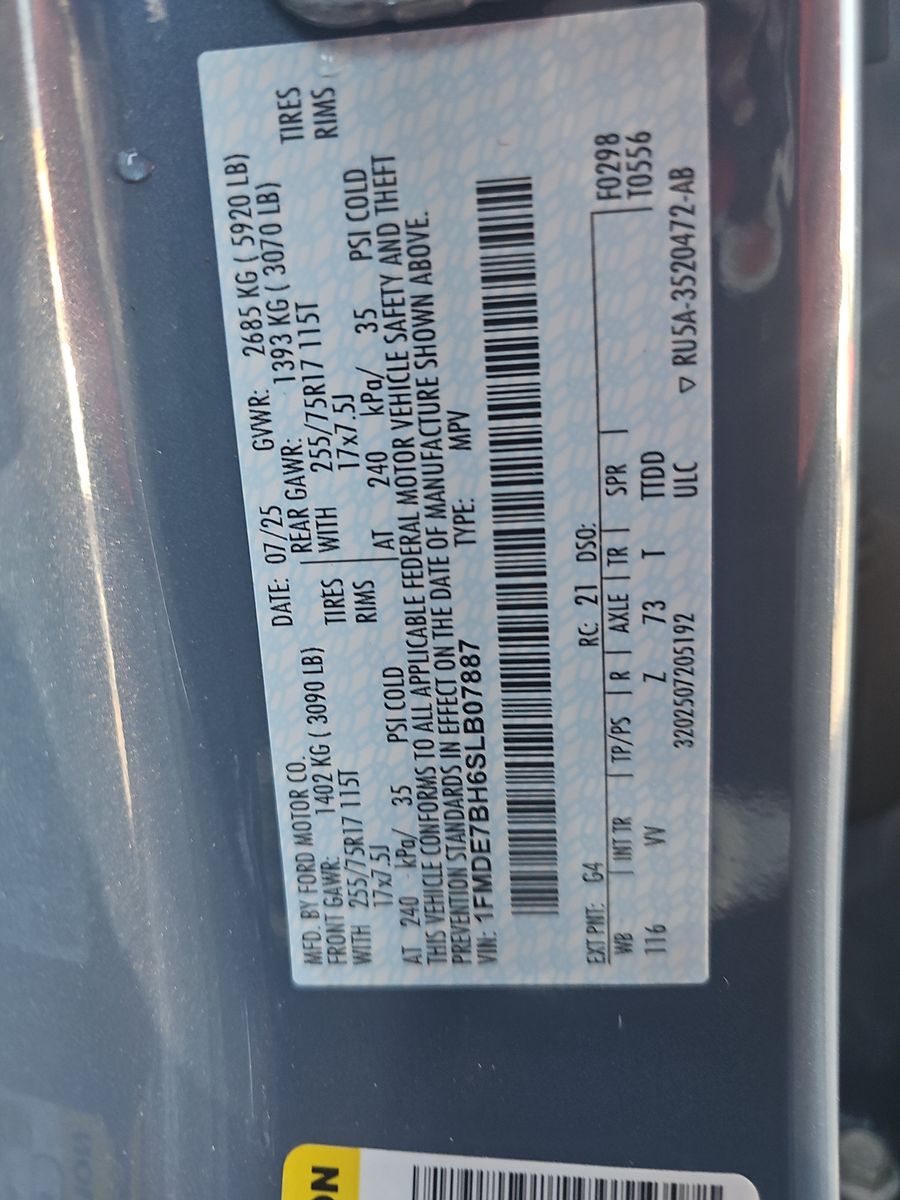 MFD. BY FORD MOTOR CO. DATE: 07/25 GVWR: 2685 KG ( 5920 LB)
FRONT GAWR: 1402 KG ( 3090 LB) REAR GAWR: 1393 KG ( 3070 LB)
WITH 255/75R17 115T TIRES WITH 255/75R17 115T TIRES
17x7.5J RIMS 17x7.5J RIMS
AT 240 kPa/ 35 PSI COLD AT 240 kPa/ 35 PSI COLD
THIS VEHICLE CONFORMS TO ALL APPLICABLE FEDERAL MOTOR VEHICLE SAFETY AND THEFT
PREVENTION STANDARDS IN EFFECT ON THE DATE OF MANUFACTURE SHOWN ABOVE.
VIN: 1FMDE7BH6SLB07887 TYPE: MPV
EXT PNT: G4 RC: 21 DSO: F0298
WB INT TR TP/PS R AXLE TR SPR T0556
116 VV Z 73 T TTDD
3202507205192 ULC
▽ RU5A-3520472-AB
ON